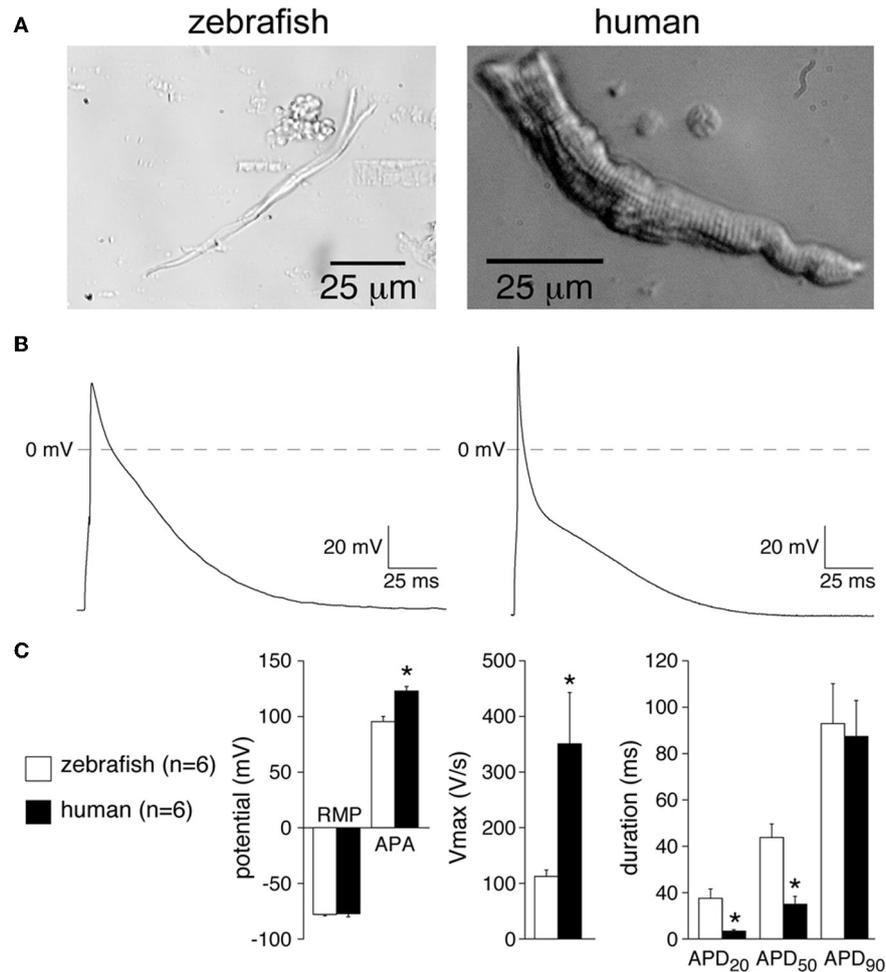 A
zebrafish
human
25 μm
25 μm
B
0 mV
20 mV
25 ms
0 mV
20 mV
25 ms
C
zebrafish (n=6)
human (n=6)
potential (mV)
150
100
50
0
-50
-100
RMP
APA
*
Vmax (V/s)
500
400
300
200
100
0
*
duration (ms)
120
100
80
60
40
40
0
*
*
APD20 APD50 APD90